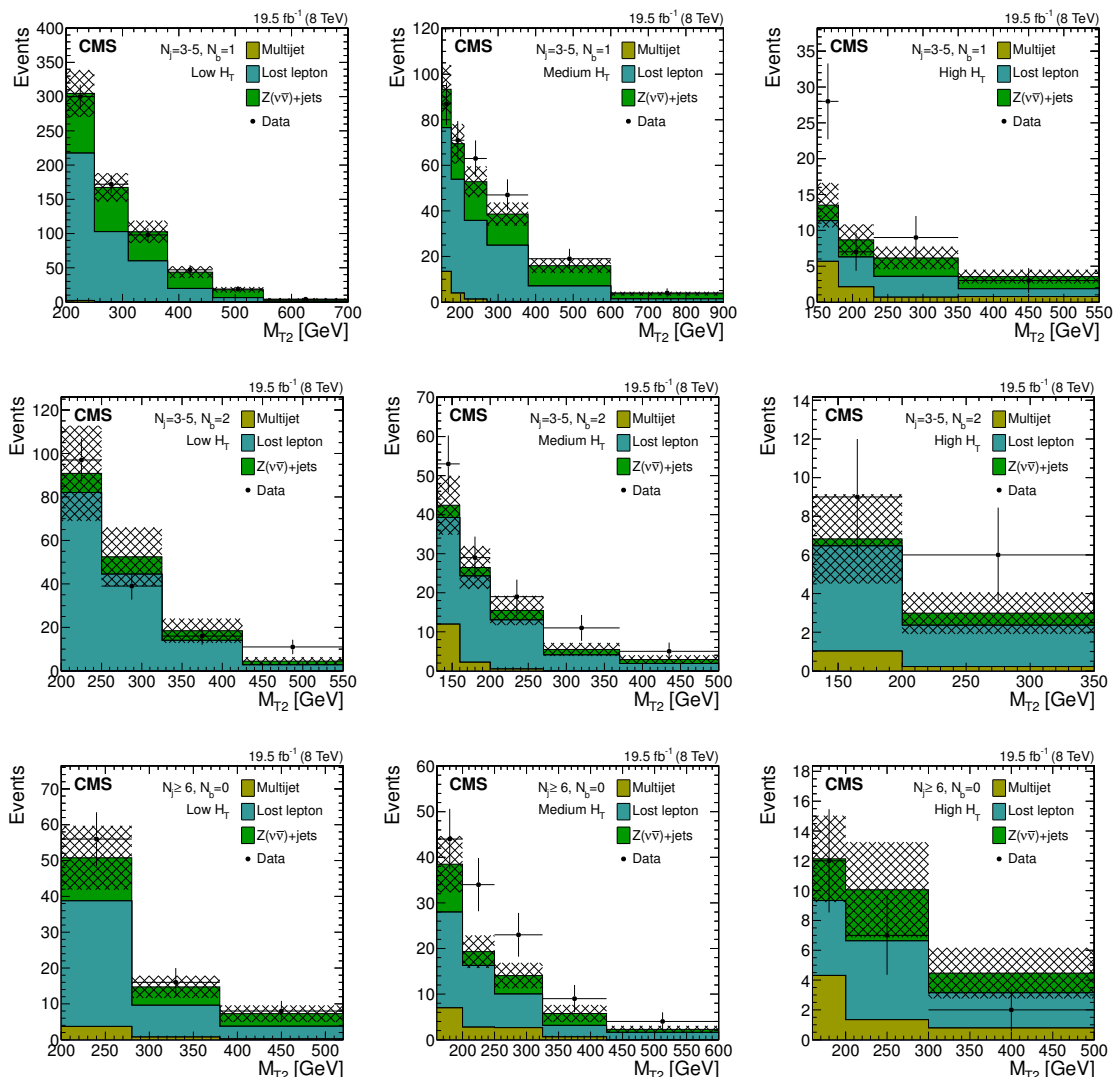 19.5 fb⁻¹ (8 TeV)
CMS
N_j=3-5, N_b=1
Low H_T
Multijet
Lost lepton
Z(νν̄)+jets
Data
Events
400
350
300
250
200
150
100
50
0
200 300 400 500 600 700
M_T2 [GeV]
19.5 fb⁻¹ (8 TeV)
CMS
N_j=3-5, N_b=1
Medium H_T
Multijet
Lost lepton
Z(νν̄)+jets
Data
Events
120
100
80
60
40
20
0
200 300 400 500 600 700 800 900
M_T2 [GeV]
19.5 fb⁻¹ (8 TeV)
CMS
N_j=3-5, N_b=1
High H_T
Multijet
Lost lepton
Z(νν̄)+jets
Data
Events
35
30
25
20
15
10
5
0
150 200 250 300 350 400 450 500 550
M_T2 [GeV]
19.5 fb⁻¹ (8 TeV)
CMS
N_j=3-5, N_b=2
Low H_T
Multijet
Lost lepton
Z(νν̄)+jets
Data
Events
120
100
80
60
40
20
0
200 250 300 350 400 450 500 550
M_T2 [GeV]
19.5 fb⁻¹ (8 TeV)
CMS
N_j=3-5, N_b=2
Medium H_T
Multijet
Lost lepton
Z(νν̄)+jets
Data
Events
70
60
50
40
30
20
10
0
150 200 250 300 350 400 450 500
M_T2 [GeV]
19.5 fb⁻¹ (8 TeV)
CMS
N_j=3-5, N_b=2
High H_T
Multijet
Lost lepton
Z(νν̄)+jets
Data
Events
14
12
10
8
6
4
2
0
150 200 250 300 350
M_T2 [GeV]
19.5 fb⁻¹ (8 TeV)
CMS
N_j≥ 6, N_b=0
Low H_T
Multijet
Lost lepton
Z(νν̄)+jets
Data
Events
70
60
50
40
30
20
10
0
200 250 300 350 400 450 500
M_T2 [GeV]
19.5 fb⁻¹ (8 TeV)
CMS
N_j≥ 6, N_b=0
Medium H_T
Multijet
Lost lepton
Z(νν̄)+jets
Data
Events
60
50
40
30
20
10
0
200 250 300 350 400 450 500 550 600
M_T2 [GeV]
19.5 fb⁻¹ (8 TeV)
CMS
N_j≥ 6, N_b=0
High H_T
Multijet
Lost lepton
Z(νν̄)+jets
Data
Events
18
16
14
12
10
8
6
4
2
0
200 250 300 350 400 450 500
M_T2 [GeV]